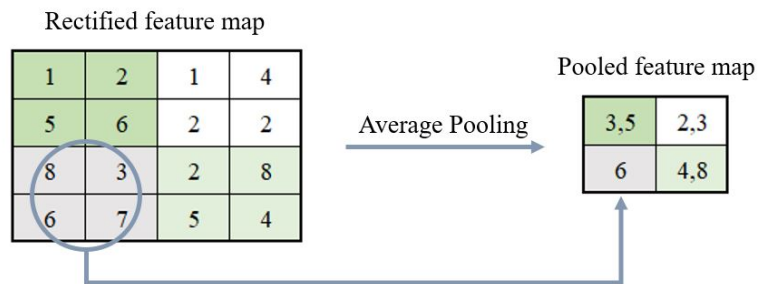 Rectified feature map
1 2 1 4
5 6 2 2
8 3 2 8
6 7 5 4
Average Pooling
Pooled feature map
3,5 2,3
6 4,8